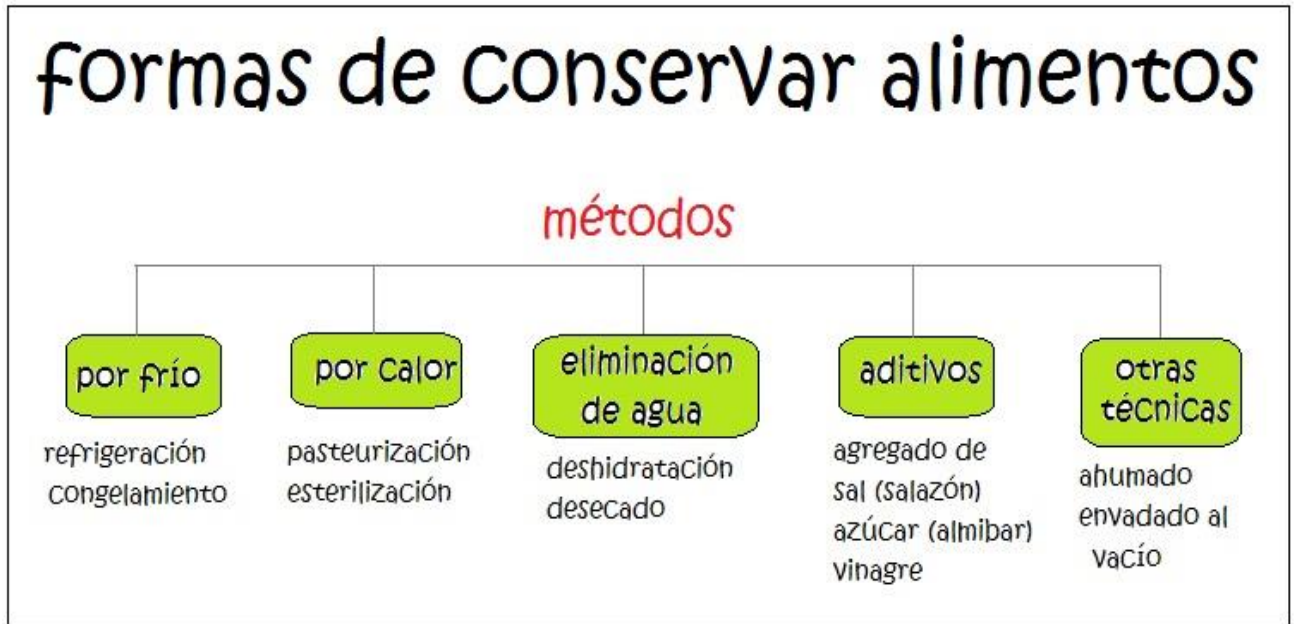 formas de conservar alimentos
métodos
por frío
refrigeración
congelamiento
por calor
pasteurización
esterilización
eliminación
de agua
deshidratación
desecado
aditivos
agregado de
sal (salazón)
azúcar (almibar)
vinagre
otras
técnicas
ahumado
envadado al
vacío